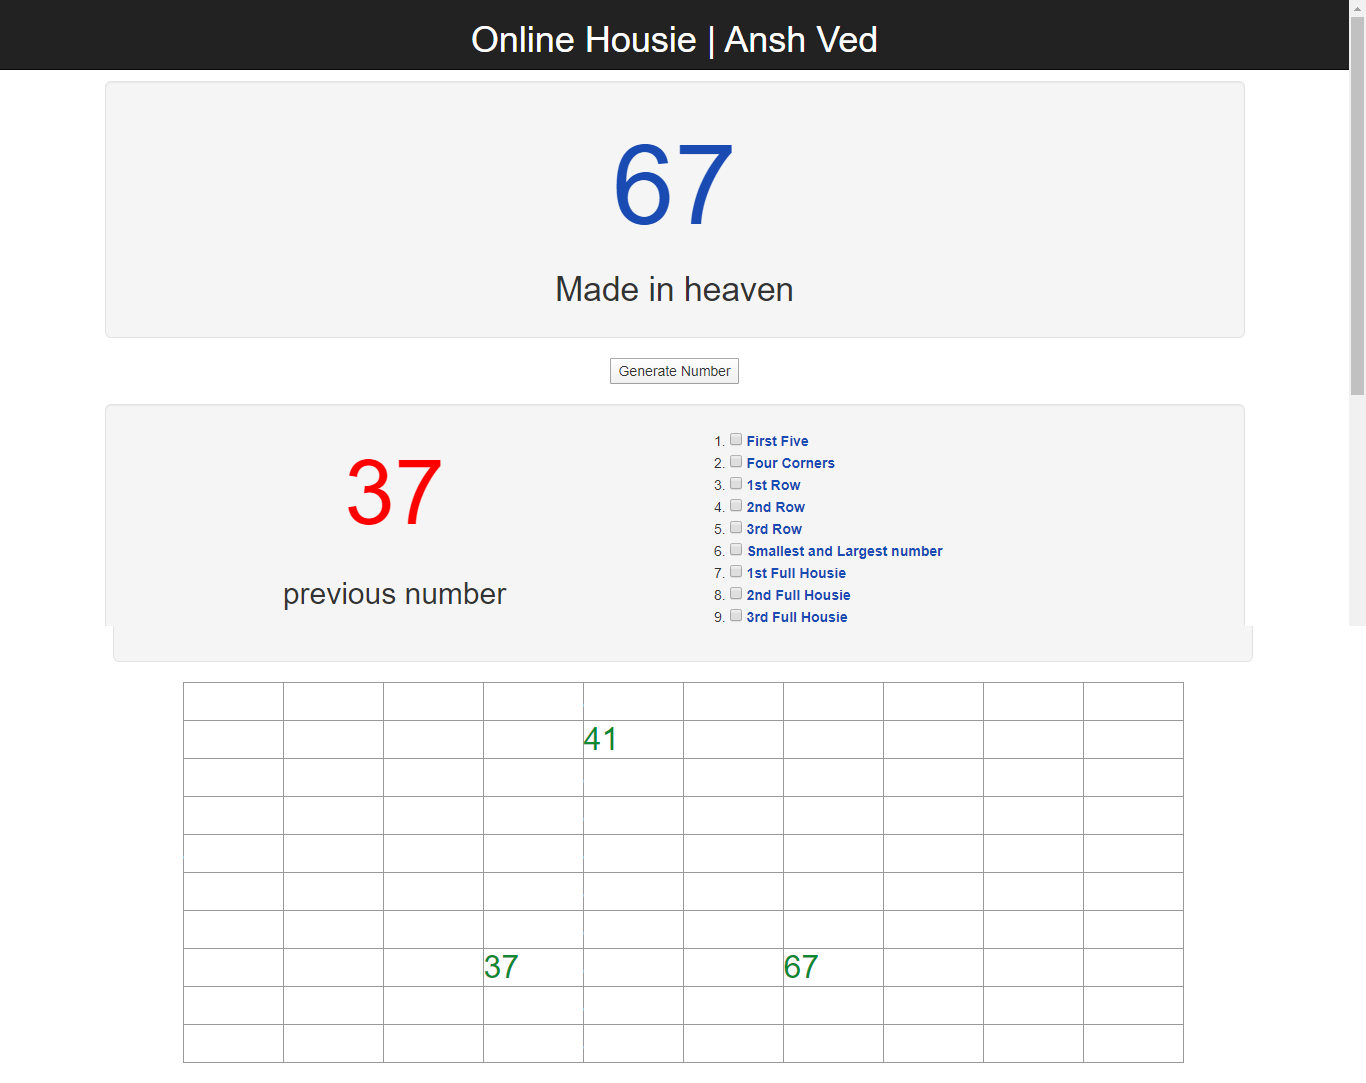 Online Housie | Ansh Ved
67
Made in heaven
Generate Number
37
previous number
1. First Five
2. Four Corners
3. 1st Row
4. 2nd Row
5. 3rd Row
6. Smallest and Largest number
7. 1st Full Housie
8. 2nd Full Housie
9. 3rd Full Housie
41
37 67